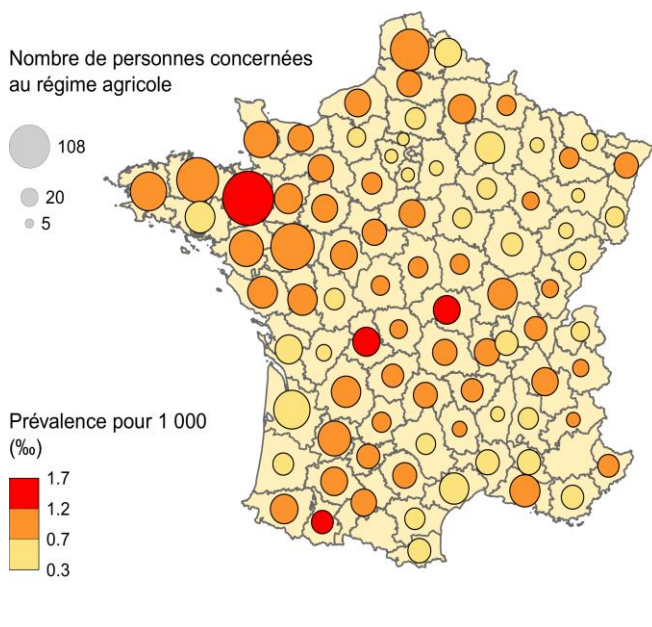 Nombre de personnes concernées
au régime agricole
108
20
5
Prévalence pour 1 000
(‰)
1.7
1.2
0.7
0.3